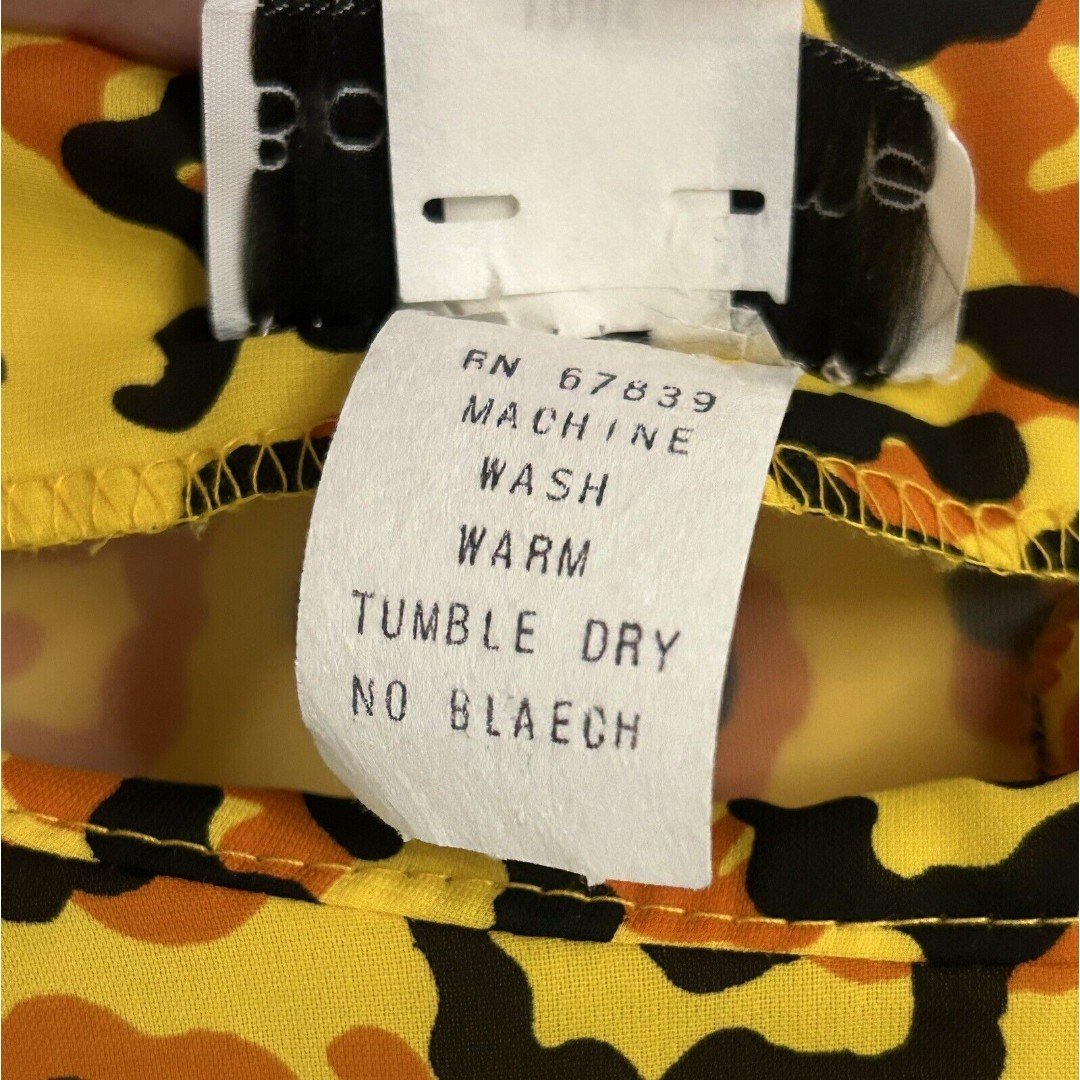 RN 67839
MACHINE
WASH
WARM
TUMBLE DRY
NO BLAECH